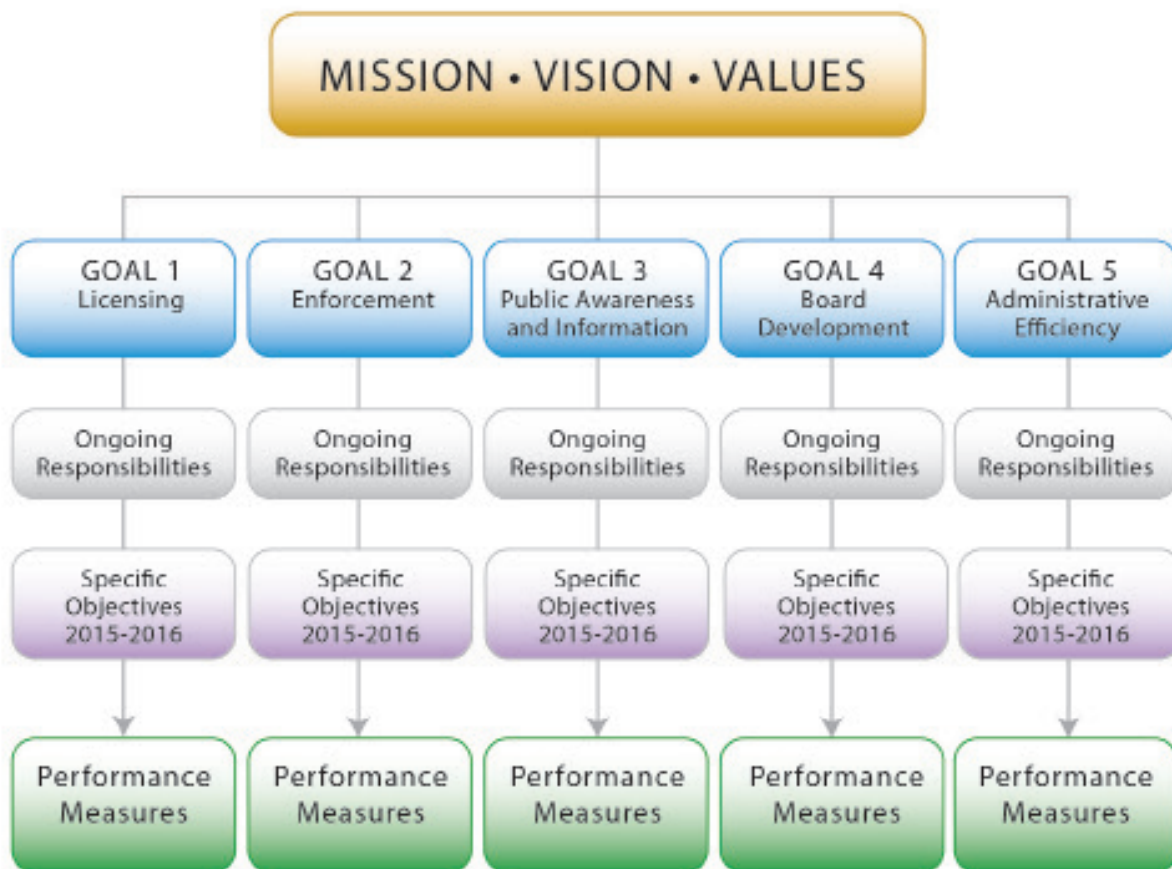 MISSION • VISION • VALUES
GOAL 1
Licensing
GOAL 2
Enforcement
GOAL 3
Public Awareness
and Information
GOAL 4
Board
Development
GOAL 5
Administrative
Efficiency
Ongoing
Responsibilities
Ongoing
Responsibilities
Ongoing
Responsibilities
Ongoing
Responsibilities
Ongoing
Responsibilities
Specific
Objectives
2015-2016
Specific
Objectives
2015-2016
Specific
Objectives
2015-2016
Specific
Objectives
2015-2016
Specific
Objectives
2015-2016
Performance
Measures
Performance
Measures
Performance
Measures
Performance
Measures
Performance
Measures